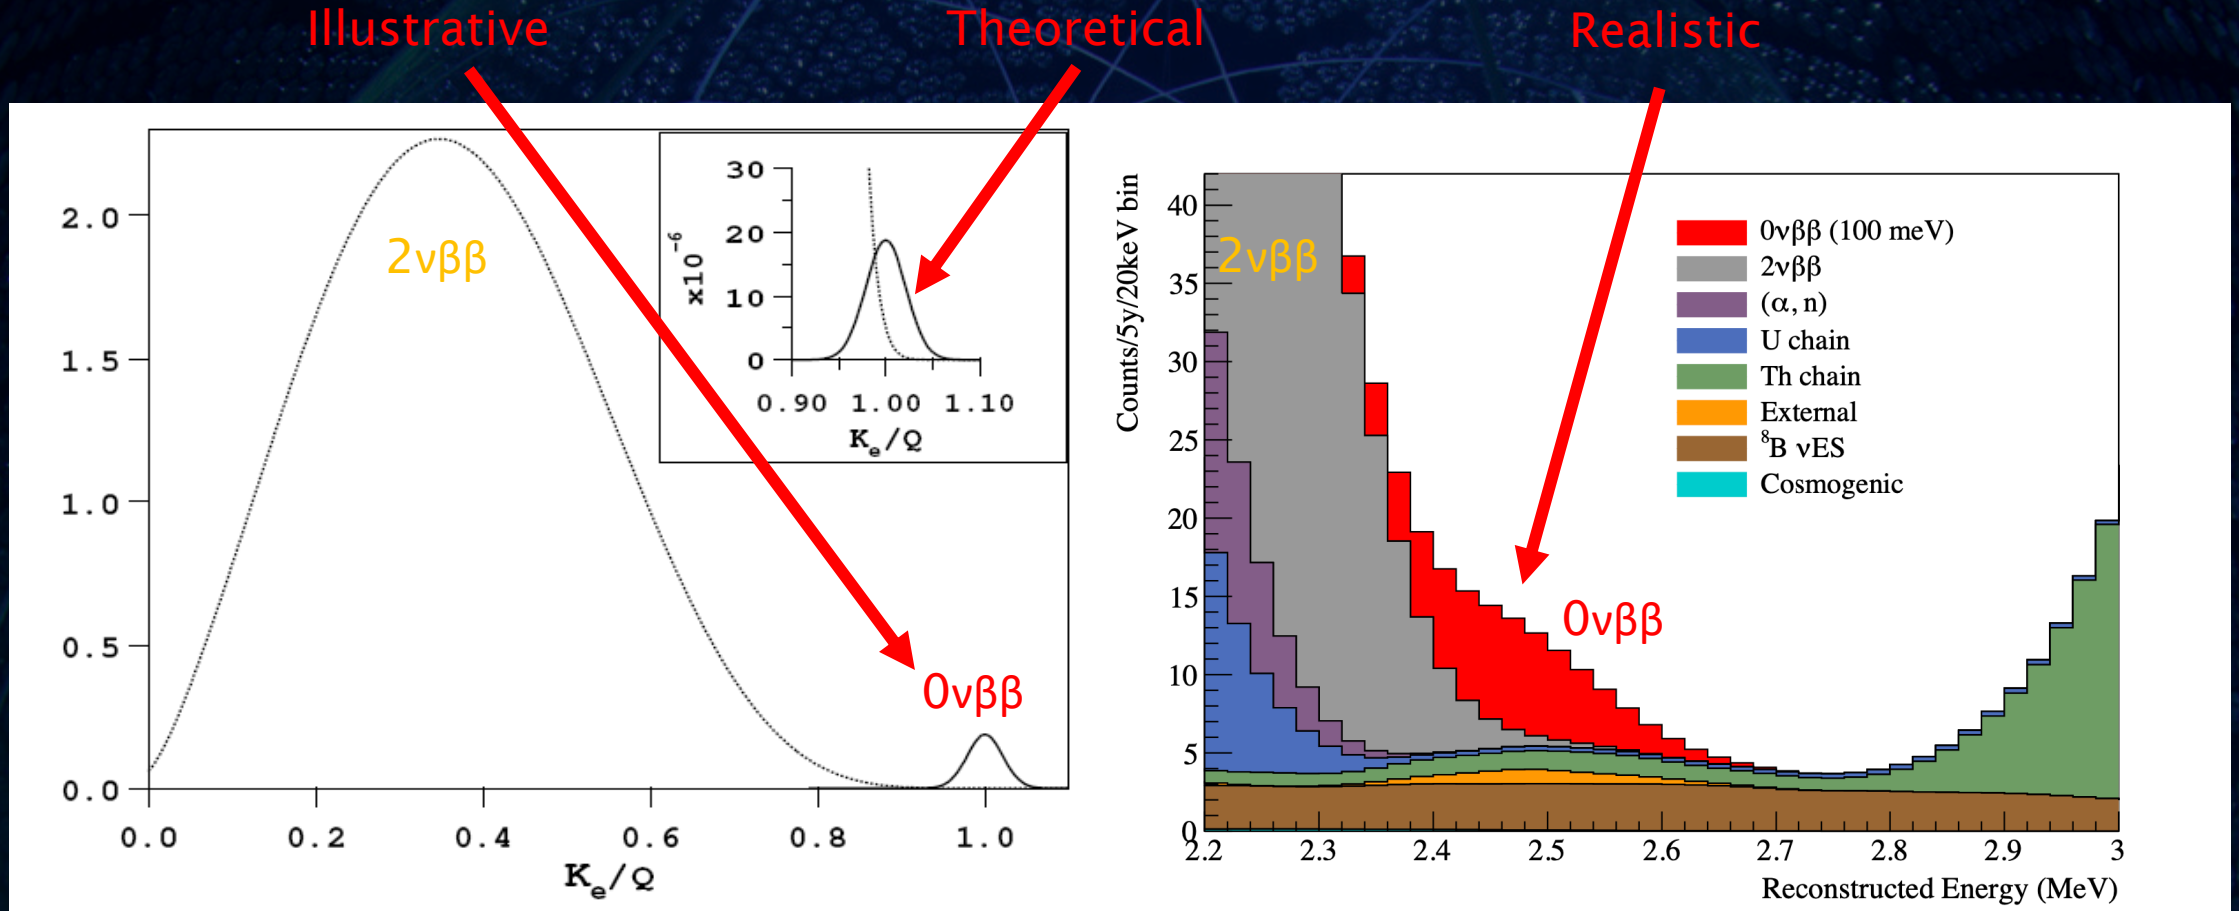 Illustrative
Theoretical
Realistic
2.0
1.5
1.0
0.5
0.0
0.0 0.2 0.4 0.6 0.8 1.0
Ke/Q
2νββ
0νββ
30
20
10
0
x10⁻⁶
0.90 1.00 1.10
Ke/Q
Counts/5y/20keV bin
40
35
30
25
20
15
10
5
0
2.2 2.3 2.4 2.5 2.6 2.7 2.8 2.9 3
Reconstructed Energy (MeV)
2νββ
0νββ
0νββ (100 meV)
2νββ
(α, n)
U chain
Th chain
External
⁸B νES
Cosmogenic